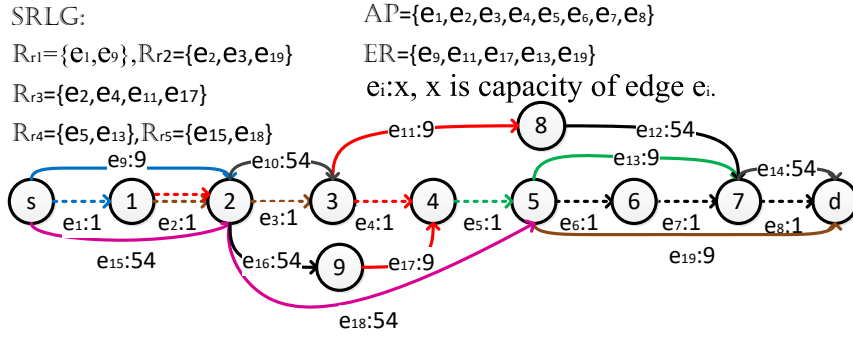 SRLG:
AP={e₁,e₂,e₃,e₄,e₅,e₆,e₇,e₈}
Rr1={e₁,e₉},Rr2={e₂,e₃,e₁₉}
ER={e₉,e₁₁,e₁₇,e₁₃,e₁₉}
Rr3={e₂,e₄,e₁₁,e₁₇}
eᵢ:x, x is capacity of edge eᵢ.
Rr4={e₅,e₁₃},Rr5={e₁₅,e₁₈}
8
e₁₁:9
e₁₂:54
e₉:9
e₁₀:54
e₁₃:9
e₁₄:54
s
1
2
3
4
5
6
7
d
e₁:1
e₂:1
e₃:1
e₄:1
e₅:1
e₆:1
e₇:1
e₈:1
e₁₅:54
e₁₆:54
9
e₁₇:9
e₁₉:9
e₁₈:54